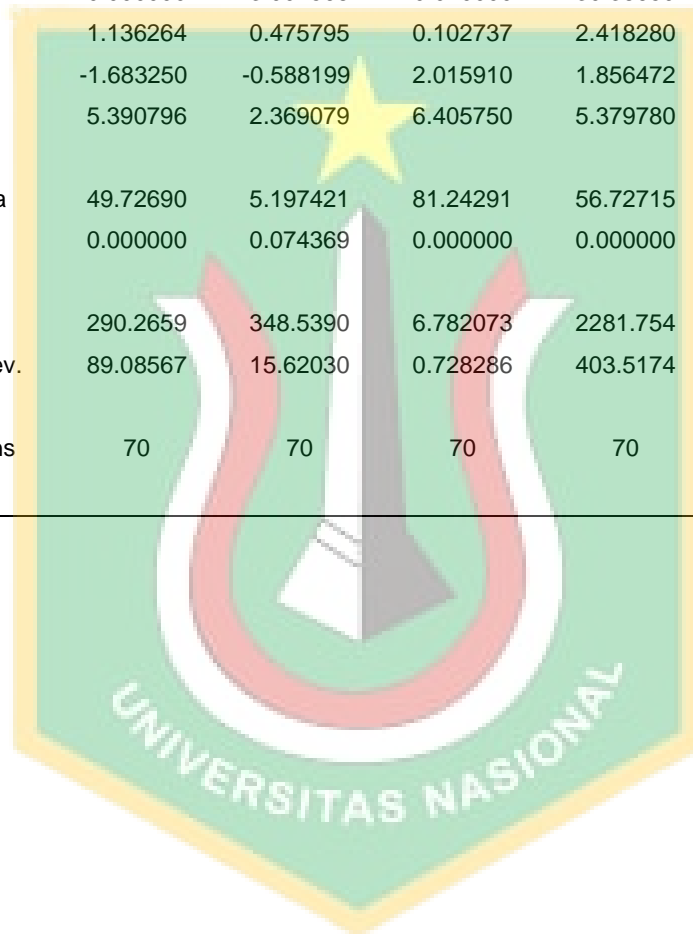 1.136264 0.475795 0.102737 2.418280
-1.683250 -0.588199 2.015910 1.856472
5.390796 2.369079 6.405750 5.379780
a 49.72690 5.197421 81.24291 56.72715
0.000000 0.074369 0.000000 0.000000
290.2659 348.5390 6.782073 2281.754
ev. 89.08567 15.62030 0.728286 403.5174
ns 70 70 70 70
UNIVERSITAS NASIONAL